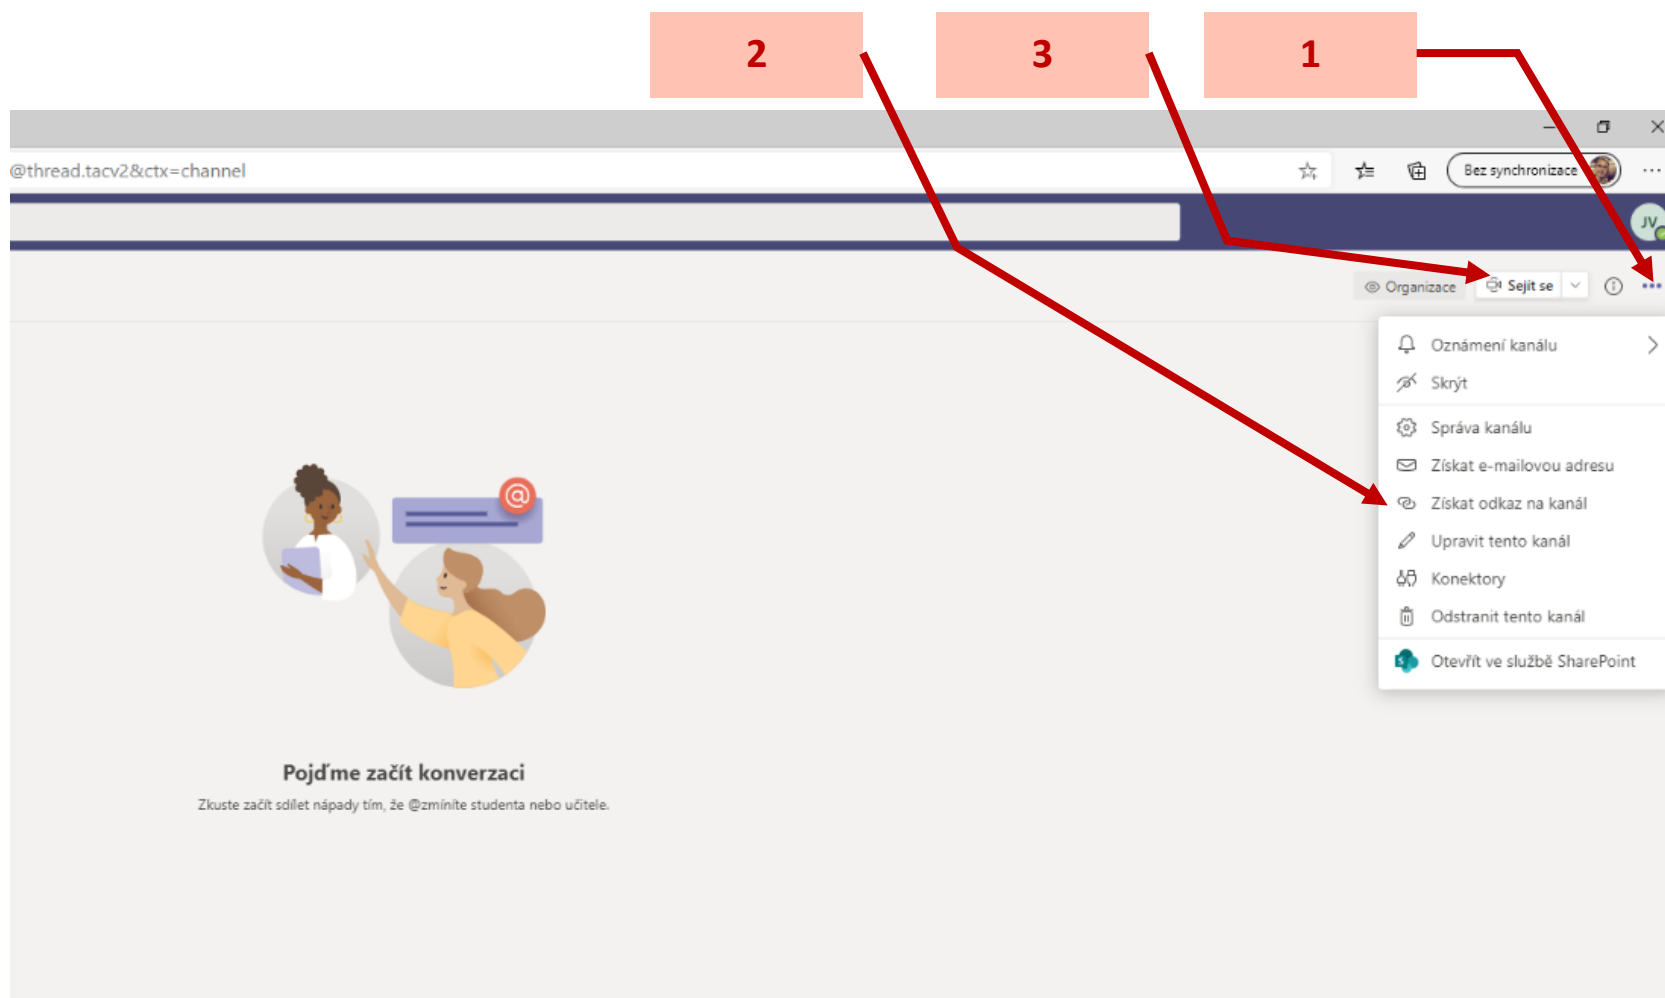 2
3
1
@thread.tacv2&ctx=channel
Bez synchronizace
JV
Organizace
Sejít se
Oznámení kanálu
Skrýt
Správa kanálu
Získat e-mailovou adresu
Získat odkaz na kanál
Upravit tento kanál
Konektory
Odstranit tento kanál
Otevřít ve službě SharePoint
@
Pojďme začít konverzaci
Zkuste začít sdílet nápady tím, že @zmíníte studenta nebo učitele.